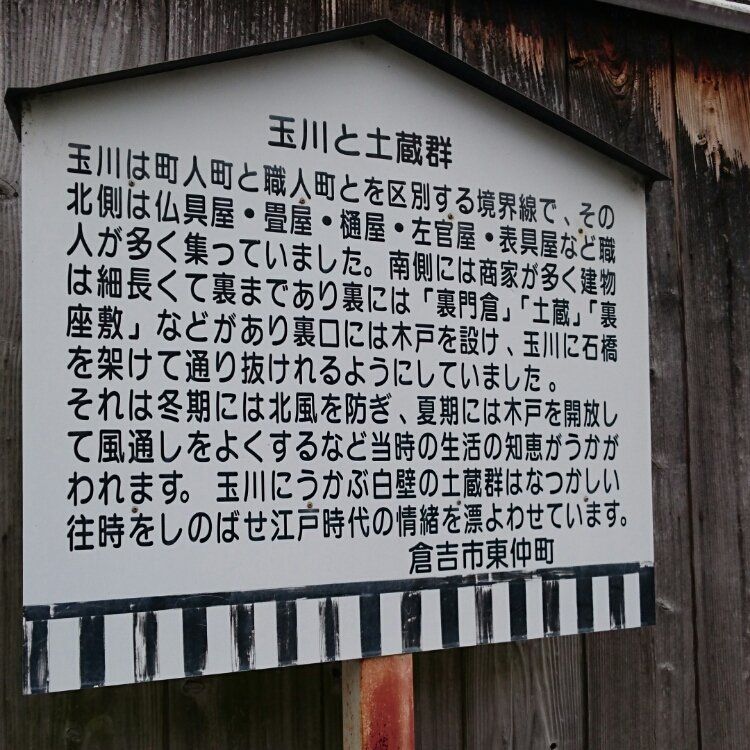 玉川と土蔵群
玉川は町人町と職人町とを区別する境界線で、その
北側は仏具屋・畳屋・樋屋・左官屋・表具屋など職
人が多く集っていました。南側には商家が多く建物
は細長くて裏まであり裏には「裏門倉」「土蔵」「裏
座敷」などがあり裏口には木戸を設け、玉川に石橋
を架けて通り抜けれるようにしていました。
それは冬期には北風を防ぎ、夏期には木戸を開放し
て風通しをよくするなど当時の生活の知恵がうかが
われます。玉川にうかぶ白壁の土蔵群はなつかしい
往時をしのばせ江戸時代の情緒を漂よわせています。
倉吉市東仲町